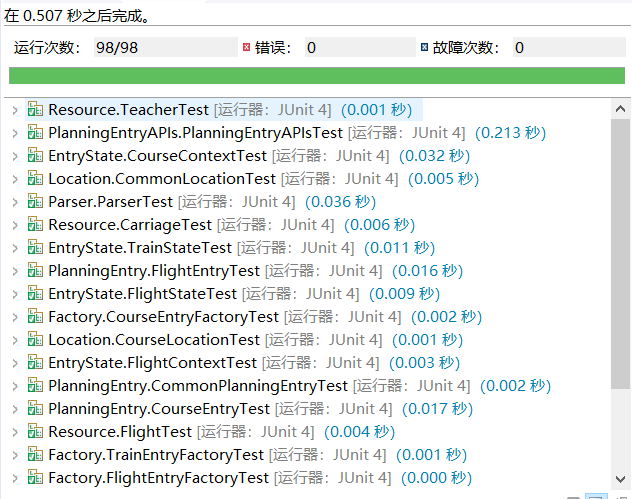 在 0.507 秒之后完成。
运行次数： 98/98 错误： 0 故障次数： 0
Resource.TeacherTest [运行器：JUnit 4] (0.001 秒)
PlanningEntryAPIs.PlanningEntryAPIsTest [运行器：JUnit 4] (0.213 秒)
EntryState.CourseContextTest [运行器：JUnit 4] (0.032 秒)
Location.CommonLocationTest [运行器：JUnit 4] (0.005 秒)
Parser.ParserTest [运行器：JUnit 4] (0.036 秒)
Resource.CarriageTest [运行器：JUnit 4] (0.006 秒)
EntryState.TrainStateTest [运行器：JUnit 4] (0.011 秒)
PlanningEntry.FlightEntryTest [运行器：JUnit 4] (0.016 秒)
EntryState.FlightStateTest [运行器：JUnit 4] (0.009 秒)
Factory.CourseEntryFactoryTest [运行器：JUnit 4] (0.002 秒)
Location.CourseLocationTest [运行器：JUnit 4] (0.001 秒)
EntryState.FlightContextTest [运行器：JUnit 4] (0.003 秒)
PlanningEntry.CommonPlanningEntryTest [运行器：JUnit 4] (0.002 秒)
PlanningEntry.CourseEntryTest [运行器：JUnit 4] (0.017 秒)
Resource.FlightTest [运行器：JUnit 4] (0.004 秒)
Factory.TrainEntryFactoryTest [运行器：JUnit 4] (0.001 秒)
Factory.FlightEntryFactoryTest [运行器：JUnit 4] (0.000 秒)